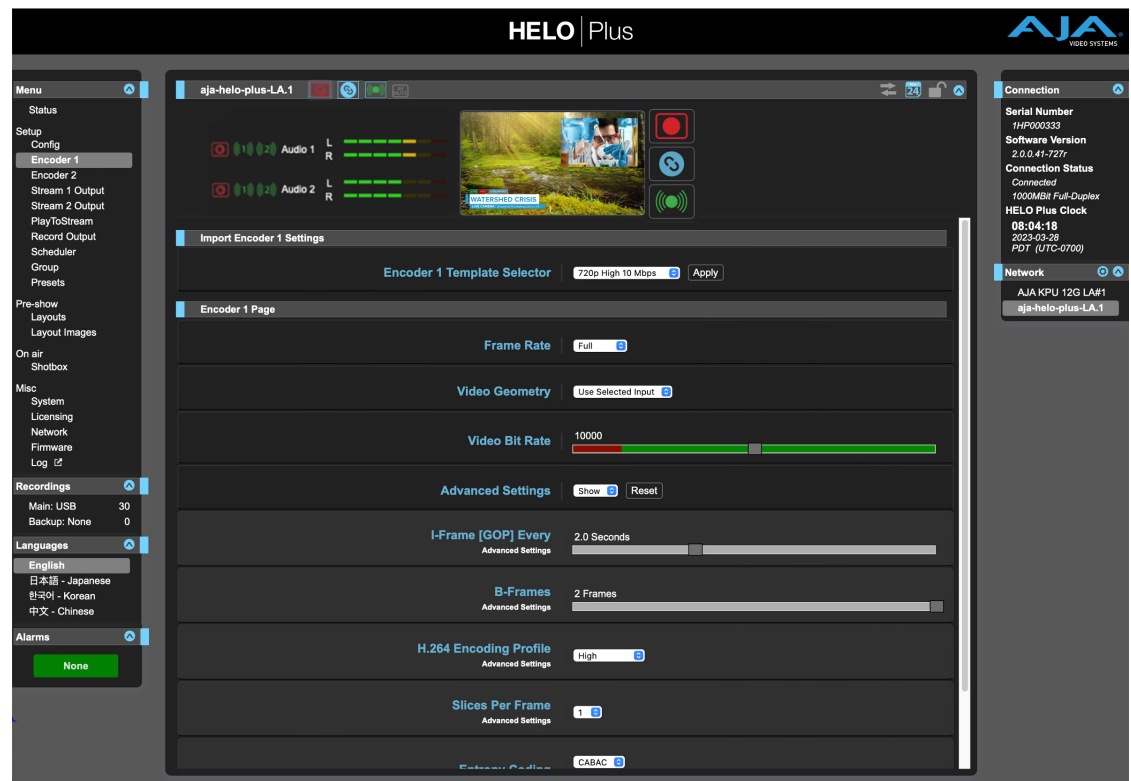 HELO | Plus
AJA
VIDEO SYSTEMS
Menu
Status
Setup
Config
Encoder 1
Encoder 2
Stream 1 Output
Stream 2 Output
PlayToStream
Record Output
Scheduler
Group
Presets
Pre-show
Layouts
Layout Images
On air
Shotbox
Misc
System
Licensing
Network
Firmware
Log
Recordings
Main: USB 30
Backup: None 0
Languages
English
日本語 - Japanese
한국어 - Korean
中文 - Chinese
Alarms
None
aja-helo-plus-LA.1
24
1 2 Audio 1 L
R
1 2 Audio 2 L
R
WATERSHED CRISIS
Import Encoder 1 Settings
Encoder 1 Template Selector 720p High 10 Mbps Apply
Encoder 1 Page
Frame Rate Full
Video Geometry Use Selected Input
Video Bit Rate 10000
Advanced Settings Show Reset
I-Frame [GOP] Every 2.0 Seconds
Advanced Settings
B-Frames 2 Frames
Advanced Settings
H.264 Encoding Profile High
Advanced Settings
Slices Per Frame 1
Advanced Settings
Entropy Coding CABAC
Connection
Serial Number
1HP000333
Software Version
2.0.0.41-727r
Connection Status
Connected
1000MBit Full-Duplex
HELO Plus Clock
08:04:18
2023-03-28
PDT (UTC-0700)
Network
AJA KPU 12G LA#1
aja-helo-plus-LA.1